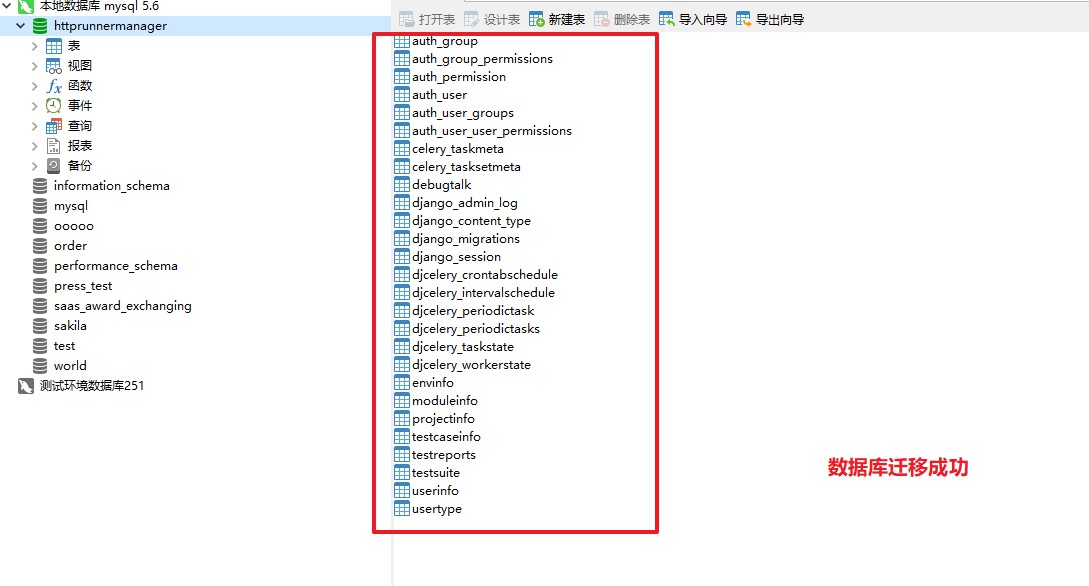 本地数据库 mysql 5.6
httprunnermanager
表
视图
函数
事件
查询
报表
备份
information_schema
mysql
ooooo
order
performance_schema
press_test
saas_award_exchanging
sakila
test
world
测试环境数据库251
打开表 设计表 新建表 删除表 导入向导 导出向导
auth_group
auth_group_permissions
auth_permission
auth_user
auth_user_groups
auth_user_user_permissions
celery_taskmeta
celery_tasksetmeta
debugtalk
django_admin_log
django_content_type
django_migrations
django_session
djcelery_crontabschedule
djcelery_intervalschedule
djcelery_periodictask
djcelery_periodictasks
djcelery_taskstate
djcelery_workerstate
envinfo
moduleinfo
projectinfo
testcaseinfo
testreports
testsuite
userinfo
usertype
数据库迁移成功